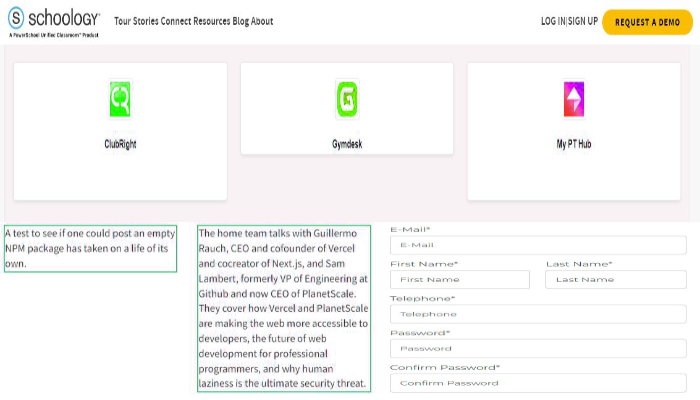 schoology
A PowerSchool Unified Classroom™ Product
Tour Stories Connect Resources Blog About
LOG IN|SIGN UP
REQUEST A DEMO
ClubRight
Gymdesk
My PT Hub
A test to see if one could post an empty
NPM package has taken on a life of its
own.
The home team talks with Guillermo
Rauch, CEO and cofounder of Vercel
and cocreator of Next.js, and Sam
Lambert, formerly VP of Engineering at
Github and now CEO of PlanetScale.
They cover how Vercel and PlanetScale
are making the web more accessible to
developers, the future of web
development for professional
programmers, and why human
laziness is the ultimate security threat.
E-Mail*
E-Mail
First Name*
Last Name*
First Name
Last Name
Telephone*
Telephone
Password*
Password
Confirm Password*
Confirm Password